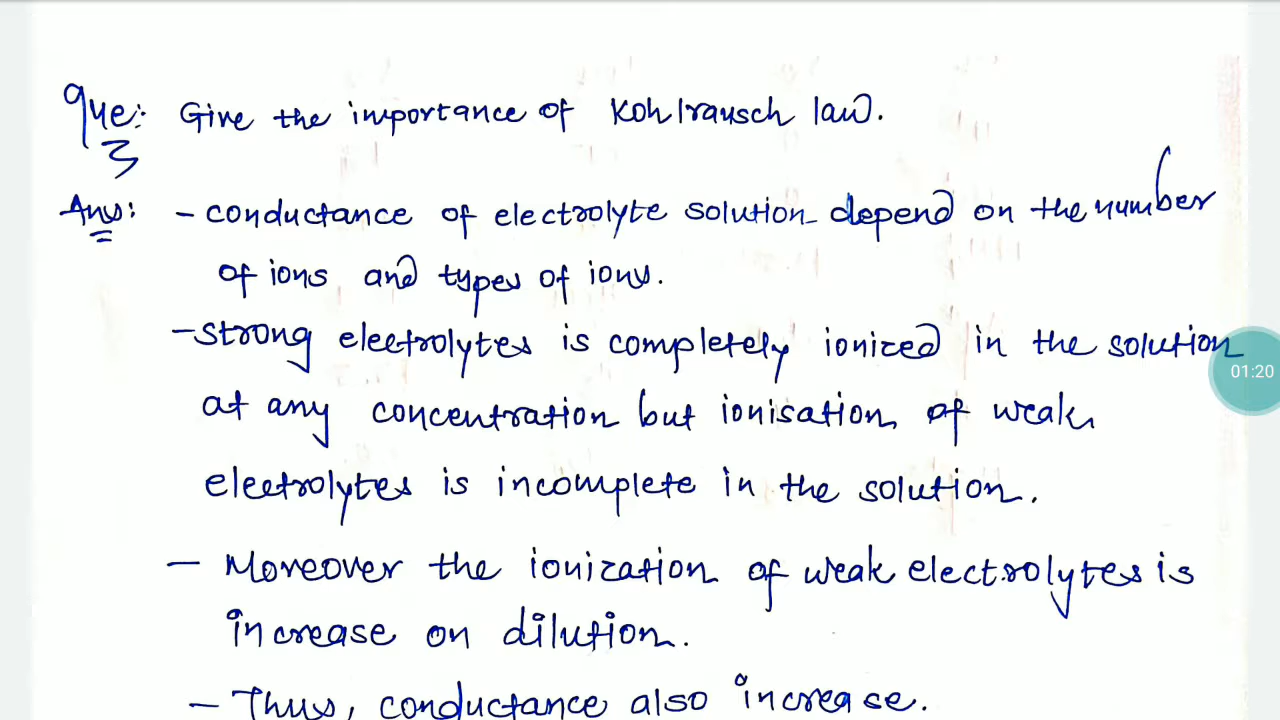 Que: Give the importance of Kohlrausch law.
3
Ans: - conductance of electrolyte solution depend on the number
of ions and types of ions.
- strong electrolytes is completely ionized in the solution
01:20
at any concentration but ionisation of weak
electrolytes is incomplete in the solution.
- Moreover the ionization of weak electrolytes is
increase on dilution.
- Thus, conductance also increase.